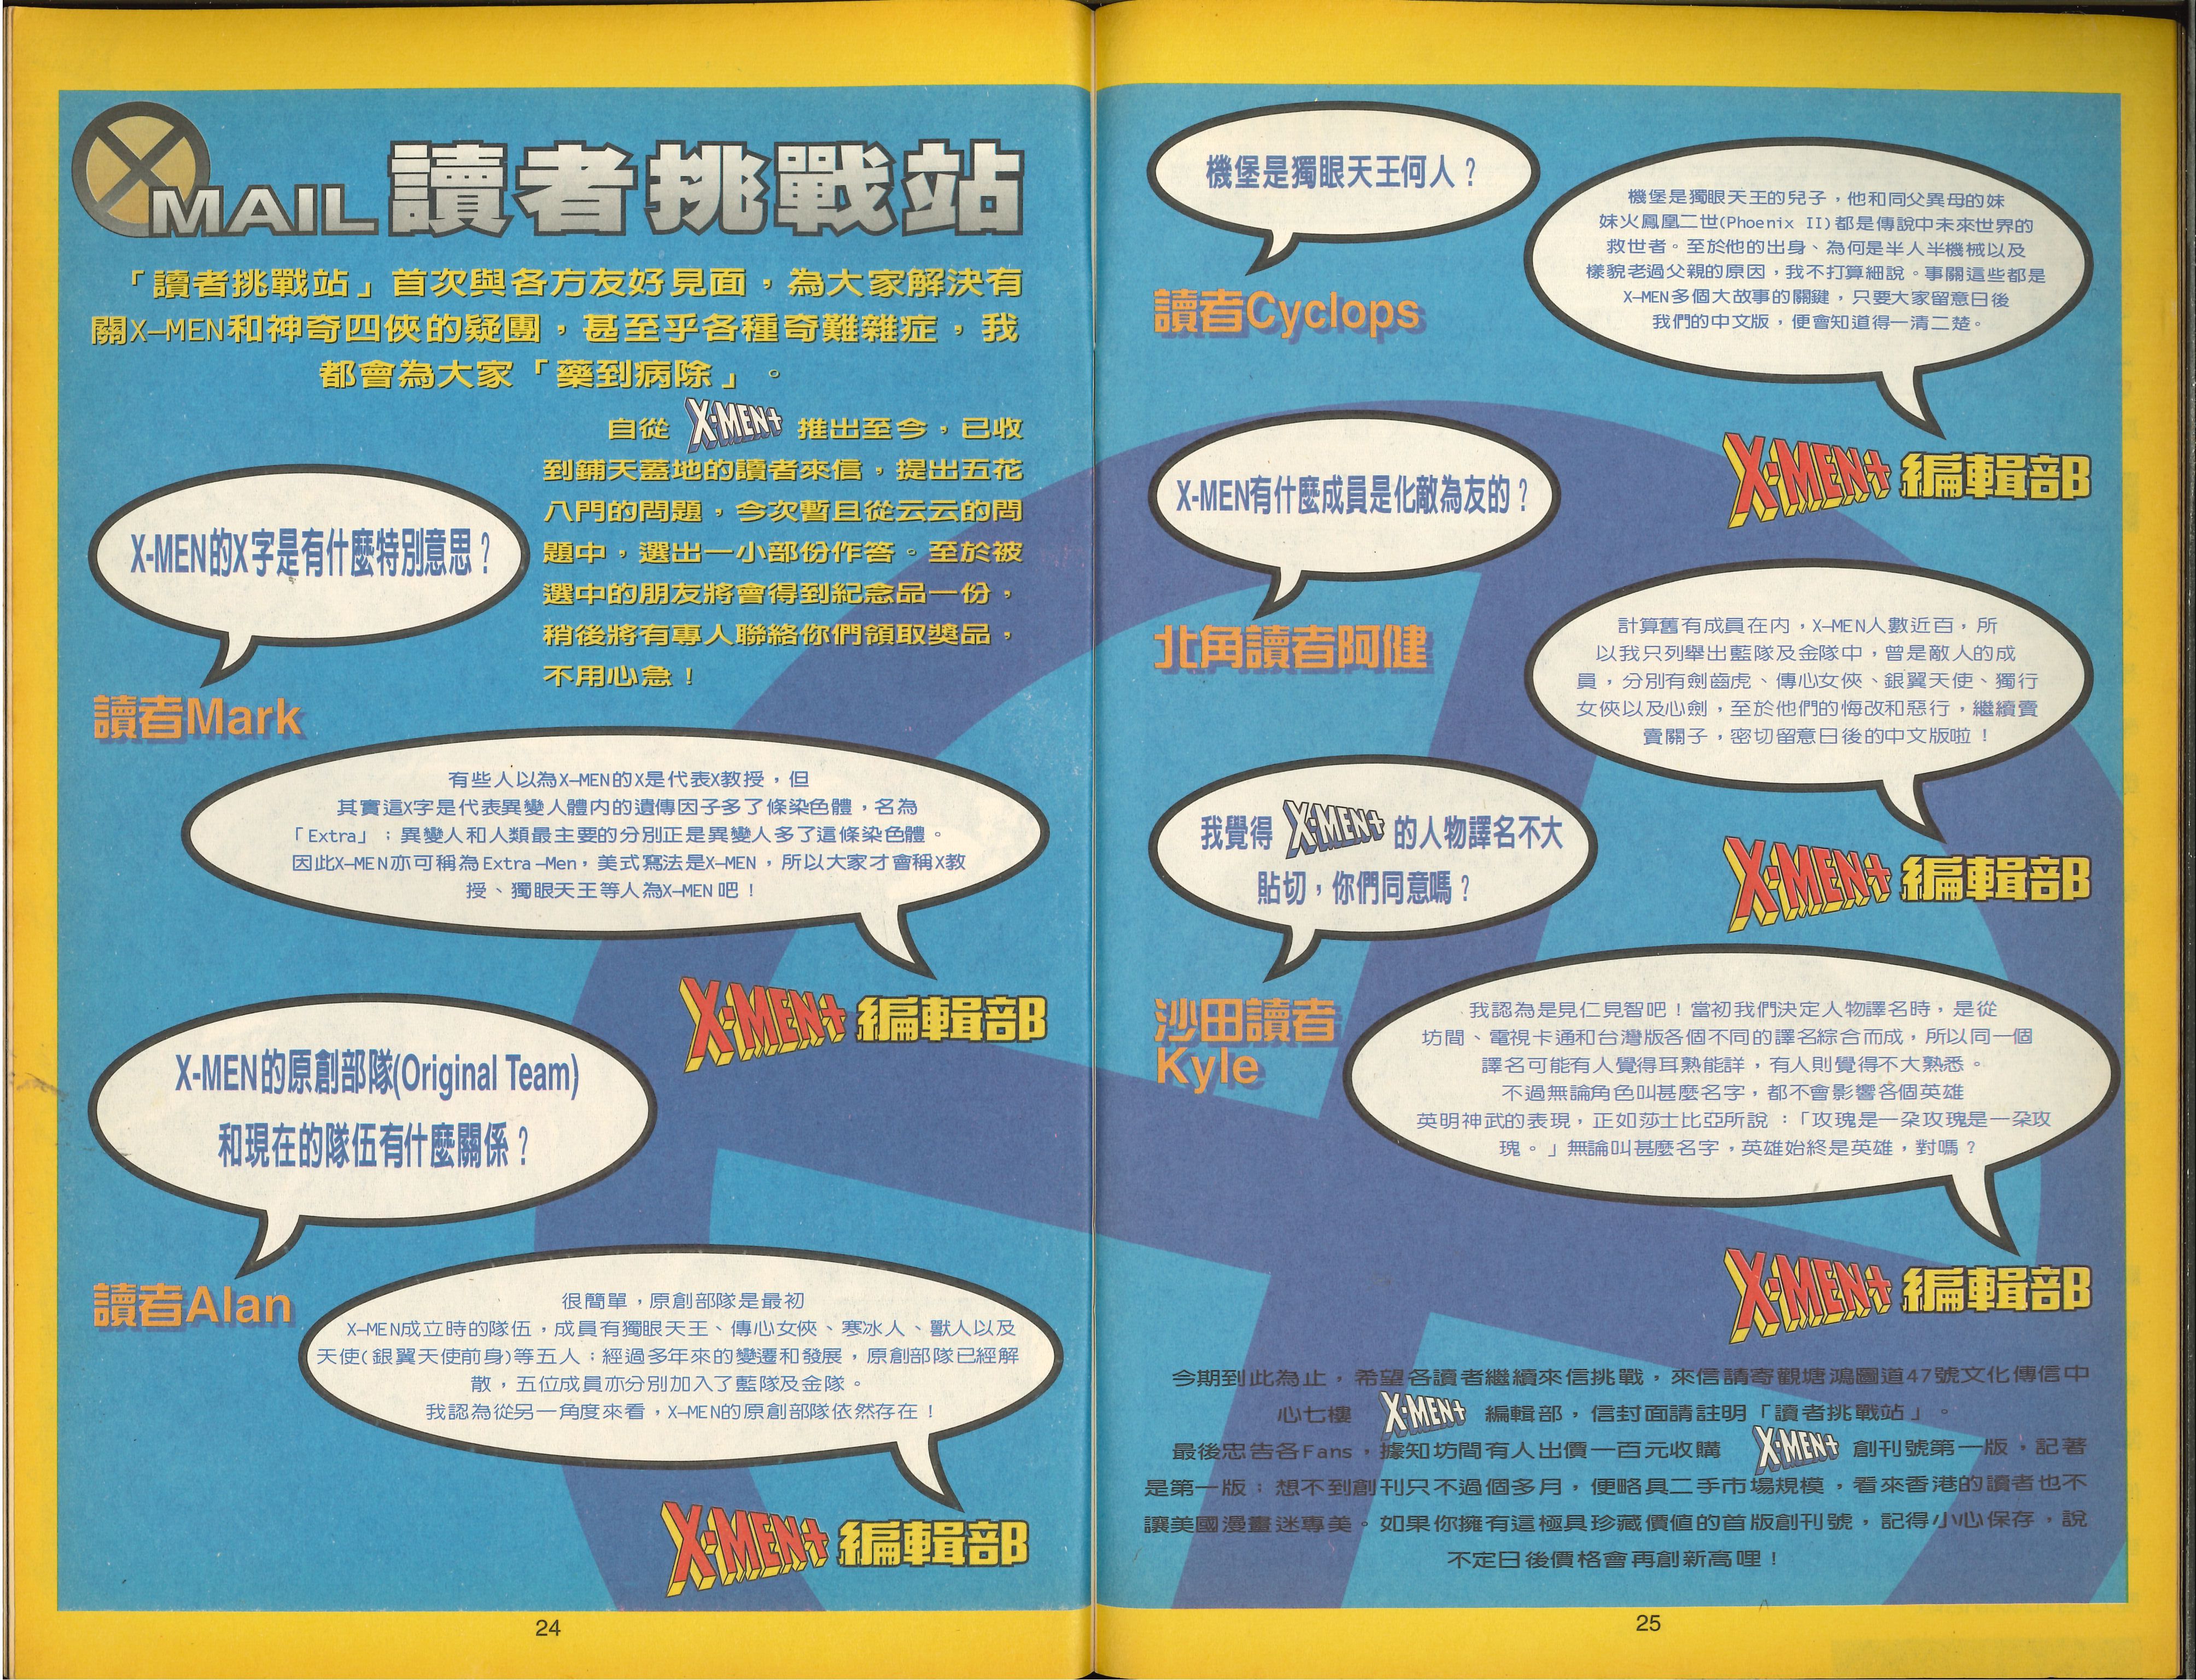 X MAIL 讀者挑戰站
「讀者挑戰站」首次與各方友好見面，為大家解決有
關X–MEN和神奇四俠的疑團，甚至乎各種奇難雜症，我
都會為大家「藥到病除」。
自從 X·MEN+ 推出至今，已收
到鋪天蓋地的讀者來信，提出五花
八門的問題，今次暫且從云云的問
題中，選出一小部份作答。至於被
選中的朋友將會得到紀念品一份，
稍後將有專人聯絡你們領取獎品，
不用心急！
X-MEN的X字是有什麼特別意思？
讀者Mark
有些人以為X–MEN的X是代表X教授，但
其實這X字是代表異變人體內的遺傳因子多了條染色體，名為
「Extra」；異變人和人類最主要的分別正是異變人多了這條染色體。
因此X–MEN亦可稱為Extra–Men，美式寫法是X–MEN，所以大家才會稱X教
授、獨眼天王等人為X–MEN吧！
X·MEN+ 編輯部
X-MEN的原創部隊(Original Team)
和現在的隊伍有什麼關係？
讀者Alan
很簡單，原創部隊是最初
X–MEN成立時的隊伍，成員有獨眼天王、傳心女俠、寒冰人、獸人以及
天使(銀翼天使前身)等五人；經過多年來的變遷和發展，原創部隊已經解
散，五位成員亦分別加入了藍隊及金隊。
我認為從另一角度來看，X–MEN的原創部隊依然存在！
X·MEN+ 編輯部
24
機堡是獨眼天王何人？
讀者Cyclops
機堡是獨眼天王的兒子，他和同父異母的妹
妹火鳳凰二世(Phoenix II)都是傳說中未來世界的
救世者。至於他的出身、為何是半人半機械以及
樣貌老過父親的原因，我不打算細說。事關這些都是
X–MEN多個大故事的關鍵，只要大家留意日後
我們的中文版，便會知道得一清二楚。
X·MEN+ 編輯部
X-MEN有什麼成員是化敵為友的？
北角讀者阿健
計算舊有成員在內，X–MEN人數近百，所
以我只列舉出藍隊及金隊中，曾是敵人的成
員，分別有劍齒虎、傳心女俠、銀翼天使、獨行
女俠以及心劍，至於他們的悔改和惡行，繼續賣
賣關子，密切留意日後的中文版啦！
X·MEN+ 編輯部
我覺得 X·MEN+ 的人物譯名不大
貼切，你們同意嗎？
沙田讀者
Kyle
我認為是見仁見智吧！當初我們決定人物譯名時，是從
坊間、電視卡通和台灣版各個不同的譯名綜合而成，所以同一個
譯名可能有人覺得耳熟能詳，有人則覺得不大熟悉。
不過無論角色叫甚麼名字，都不會影響各個英雄
英明神武的表現，正如莎士比亞所說：「玫瑰是一朵玫瑰是一朵玫
瑰。」無論叫甚麼名字，英雄始終是英雄，對嗎？
X·MEN+ 編輯部
今期到此為止，希望各讀者繼續來信挑戰，來信請寄觀塘鴻圖道47號文化傳信中
心七樓 X·MEN+ 編輯部，信封面請註明「讀者挑戰站」。
最後忠告各Fans，據知坊間有人出價一百元收購 X·MEN+ 創刊號第一版，記著
是第一版；想不到創刊只不過個多月，便略具二手市場規模，看來香港的讀者也不
讓美國漫畫迷專美。如果你擁有這極具珍藏價值的首版創刊號，記得小心保存，說
不定日後價格會再創新高哩！
25